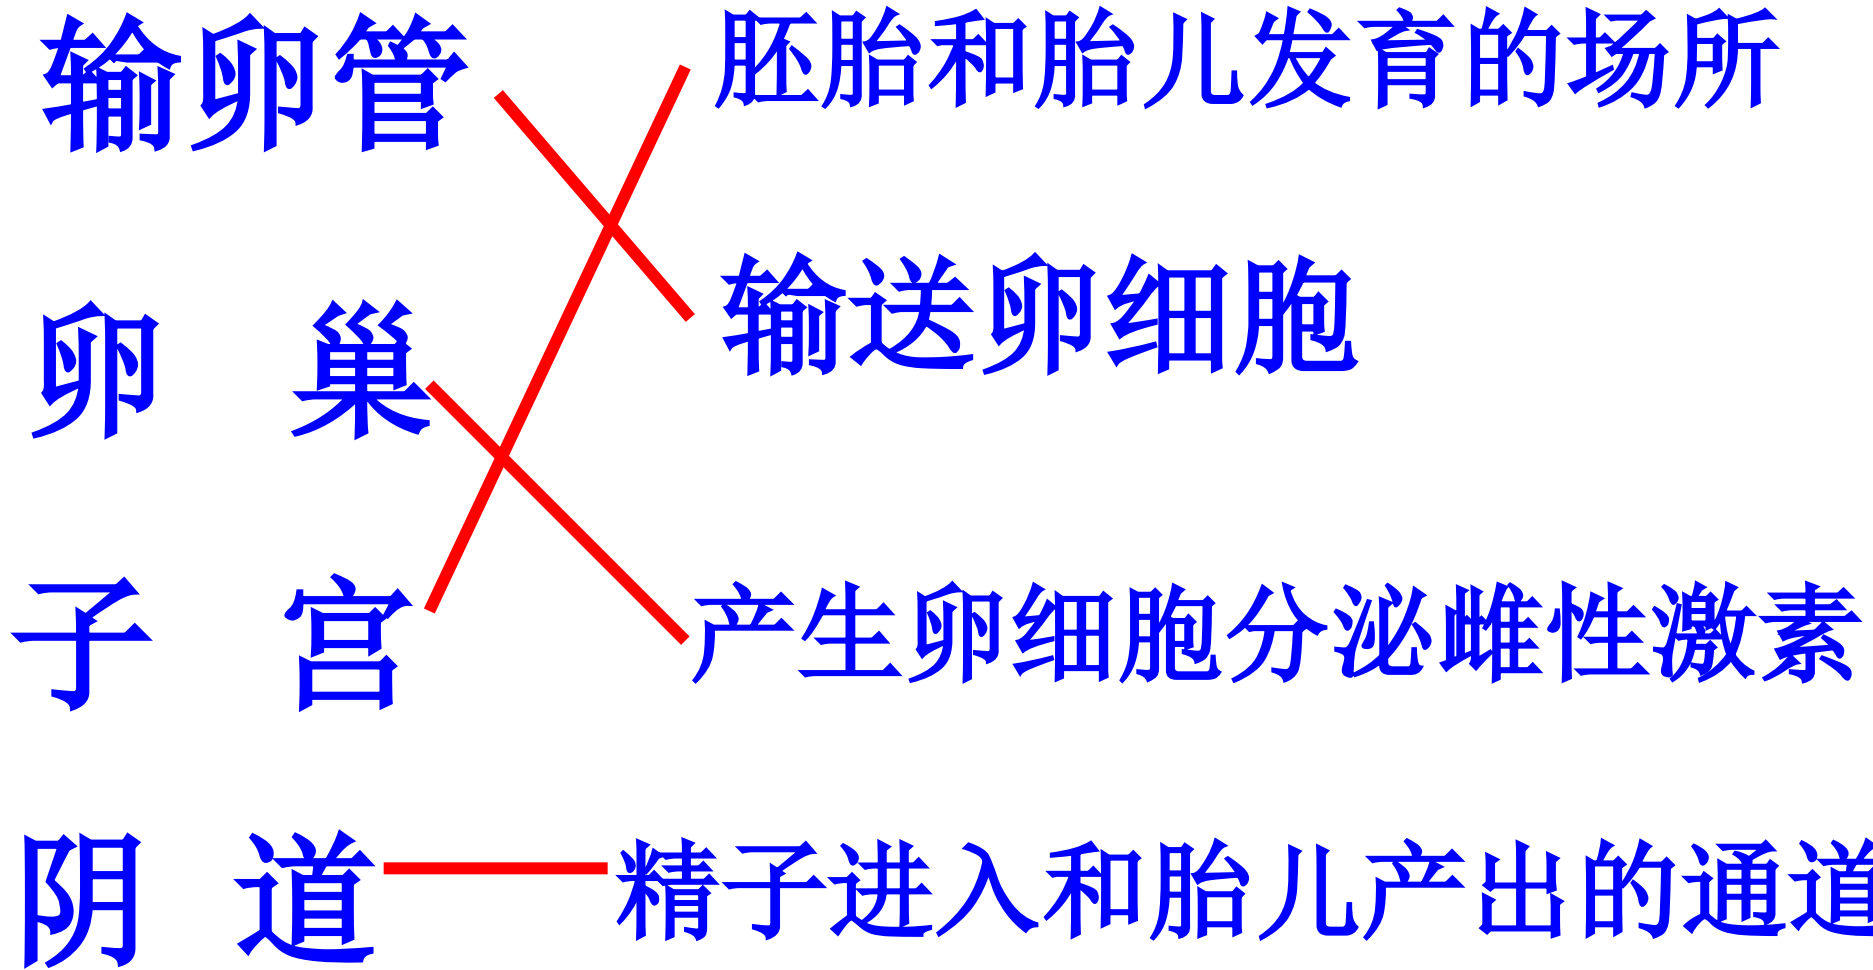 输卵管 胚胎和胎儿发育的场所
输送卵细胞
卵 巢
子 宫 产生卵细胞分泌雌性激素
阴 道 精子进入和胎儿产出的通道